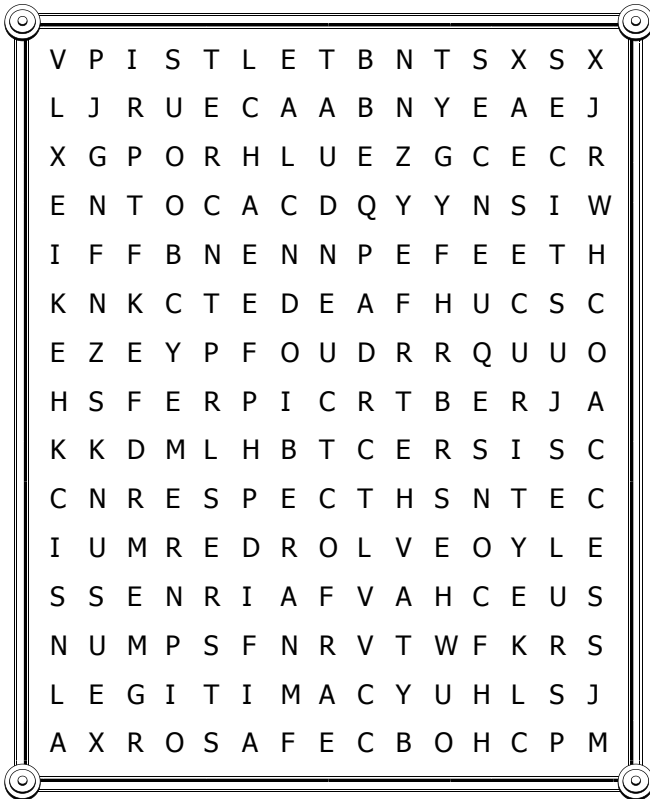 V P I S T L E T B N T S X S X
L J R U E C A A B N Y E A E J
X G P O R H L U E Z G C E C R
E N T O C A C D Q Y Y N S I W
I F F B N E N N P E F E E T H
K N K C T E D E A F H U C S C
E Z E Y P F O U D R R Q U U O
H S F E R P I C R T B E R J A
K K D M L H B T C E R S I S C
C N R E S P E C T H S N T E C
I U M R E D R O L V E O Y L E
S S E N R I A F V A H C E U S
N U M P S F N R V T W F K R S
L E G I T I M A C Y U H L S J
A X R O S A F E C B O H C P M